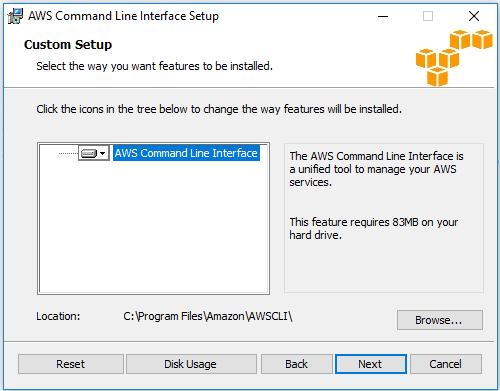 AWS Command Line Interface Setup
Custom Setup
Select the way you want features to be installed.
Click the icons in the tree below to change the way features will be installed.
AWS Command Line Interface
The AWS Command Line Interface is
a unified tool to manage your AWS
services.
This feature requires 83MB on your
hard drive.
Location: C:\Program Files\Amazon\AWSCLI\
Browse...
Reset Disk Usage Back Next Cancel